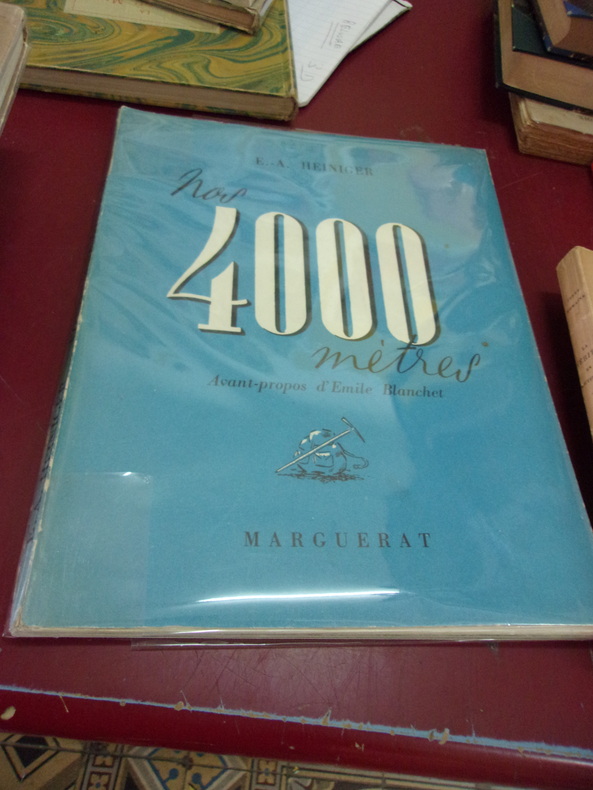 E.-A. HEINIGER
Nos
4000
mètres
Avant-propos d'Emile Blanchet
MARGUERAT